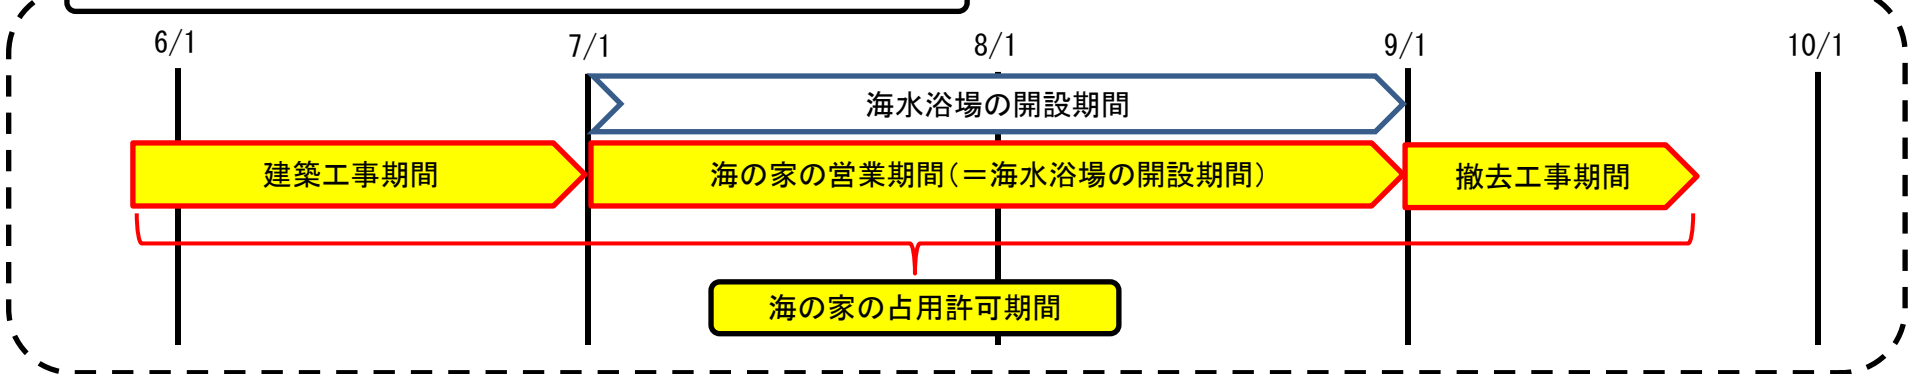 6/1
7/1
8/1
9/1
10/1
海水浴場の開設期間
建築工事期間
海の家の営業期間(＝海水浴場の開設期間)
撤去工事期間
海の家の占用許可期間